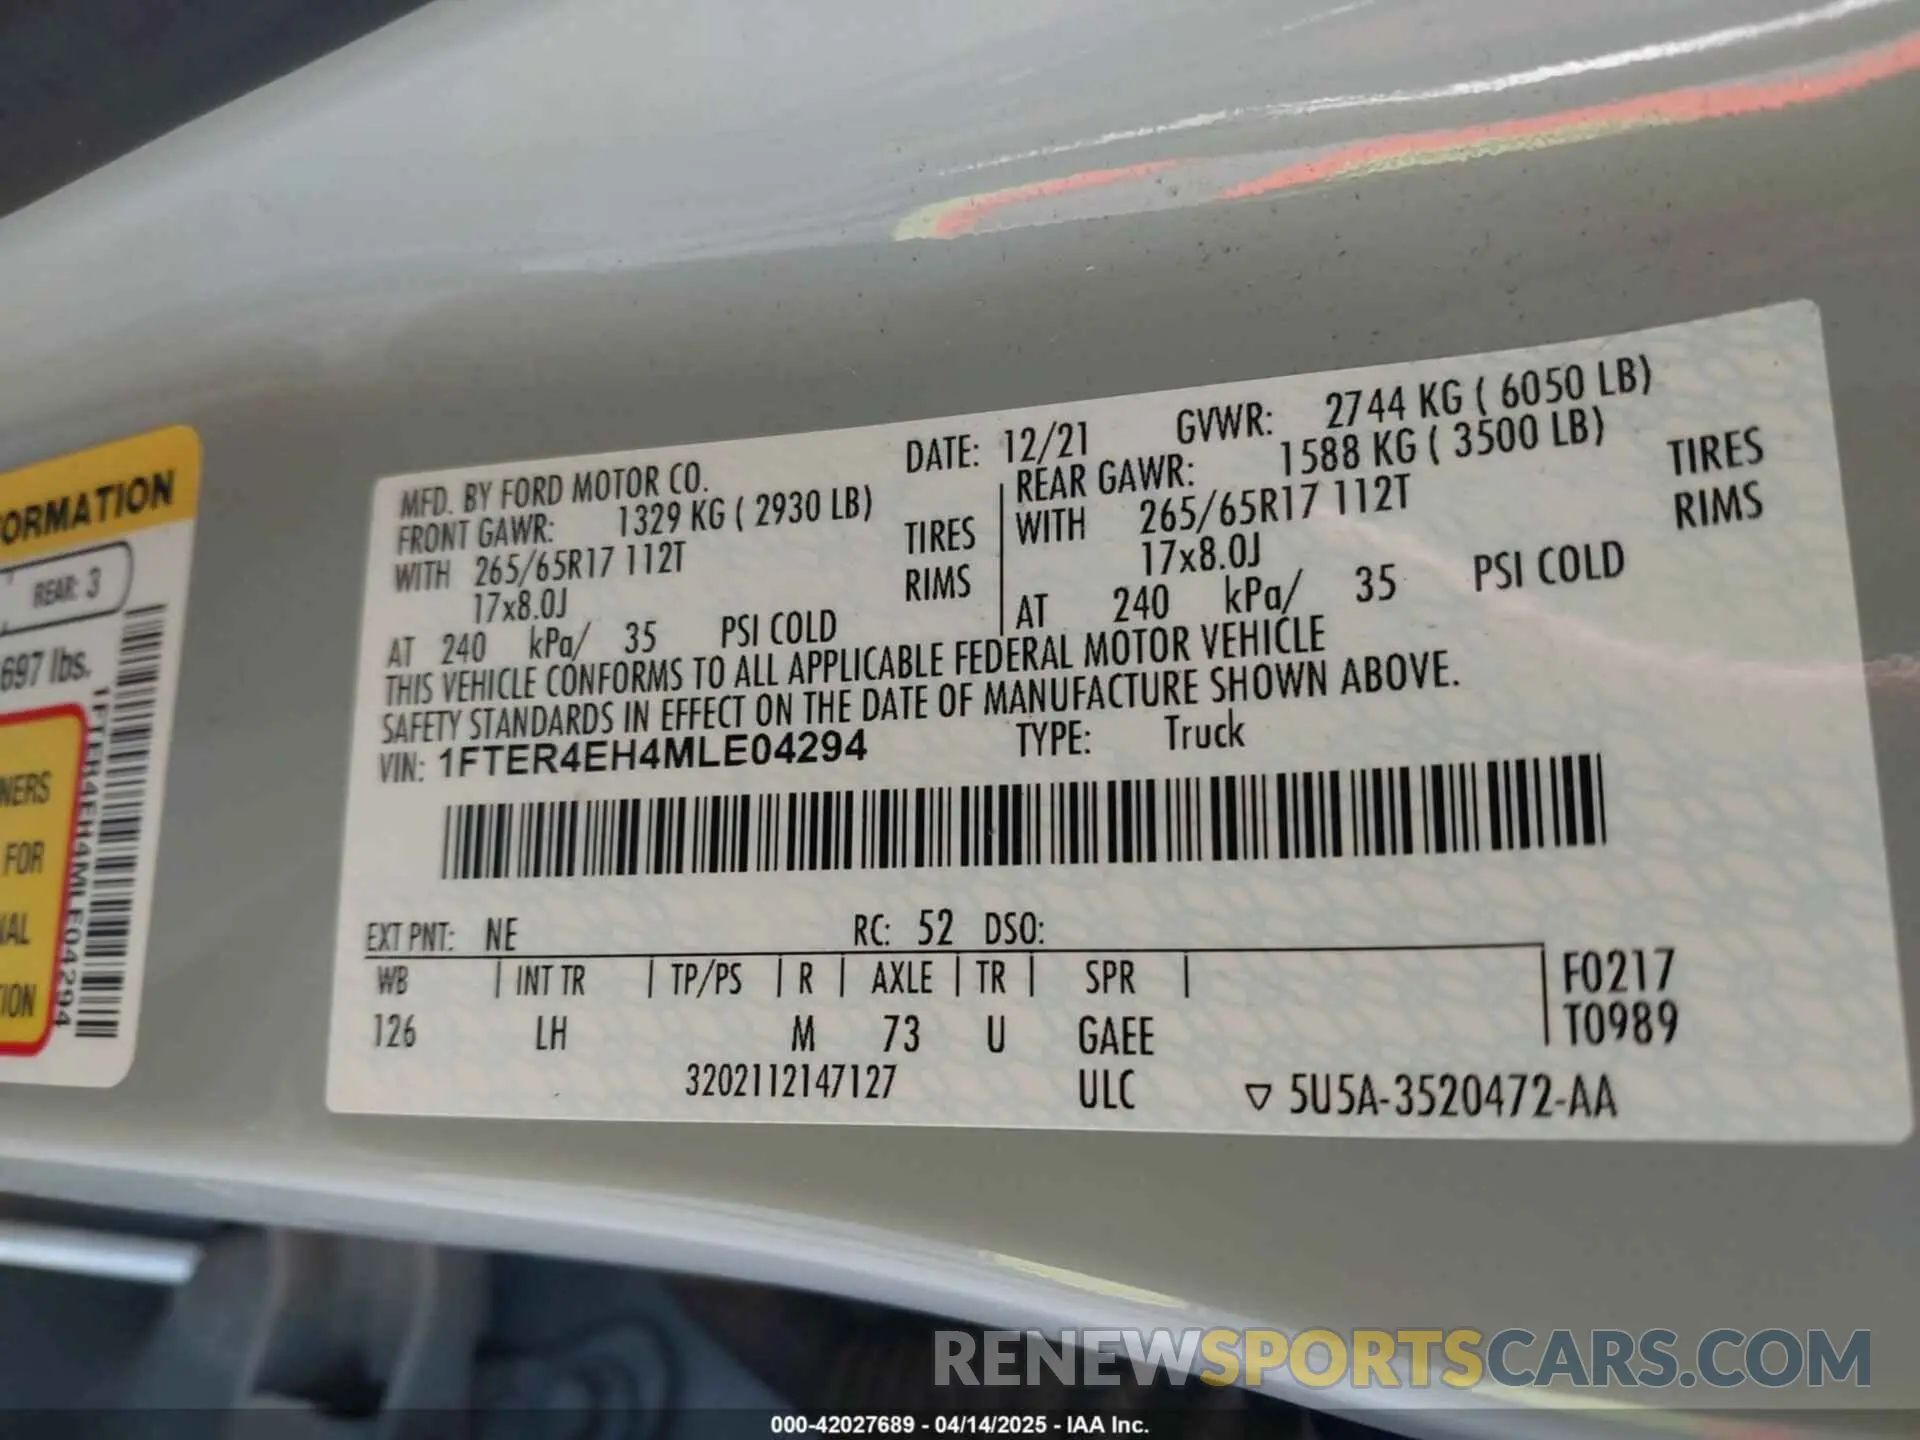 ORMATION
REAR: 3
697 lbs.
NERS
FOR
NAL
ION
1FTER4EH4MLE04294
MFD. BY FORD MOTOR CO. DATE: 12/21 GVWR: 2744 KG ( 6050 LB)
FRONT GAWR: 1329 KG ( 2930 LB)
WITH 265/65R17 112T TIRES
17x8.0J RIMS
AT 240 kPa/ 35 PSI COLD
REAR GAWR: 1588 KG ( 3500 LB)
WITH 265/65R17 112T TIRES
17x8.0J RIMS
AT 240 kPa/ 35 PSI COLD
THIS VEHICLE CONFORMS TO ALL APPLICABLE FEDERAL MOTOR VEHICLE
SAFETY STANDARDS IN EFFECT ON THE DATE OF MANUFACTURE SHOWN ABOVE.
VIN: 1FTER4EH4MLE04294 TYPE: Truck
EXT PNT: NE RC: 52 DSO:
WB | INT TR | TP/PS | R | AXLE | TR | SPR |
126 LH M 73 U GAEE
F0217
T0989
3202112147127 ULC ▽ 5U5A-3520472-AA
RENEWSPORTSCARS.COM
000-42027689 - 04/14/2025 - IAA Inc.